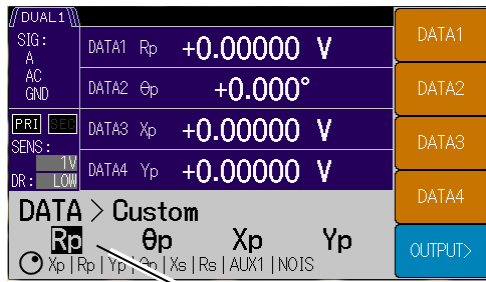 DUAL1
SIG:
A
AC
GND
PRI SEC
SENS:
1V
DR: LOW
DATA1 Rp +0.00000 V
DATA2 θp +0.000°
DATA3 Xp +0.00000 V
DATA4 Yp +0.00000 V
DATA > Custom
Rp θp Xp Yp
Xp | Rp | Yp | θp | Xs | Rs | AUX1 | NOIS
DATA1
DATA2
DATA3
DATA4
OUTPUT>